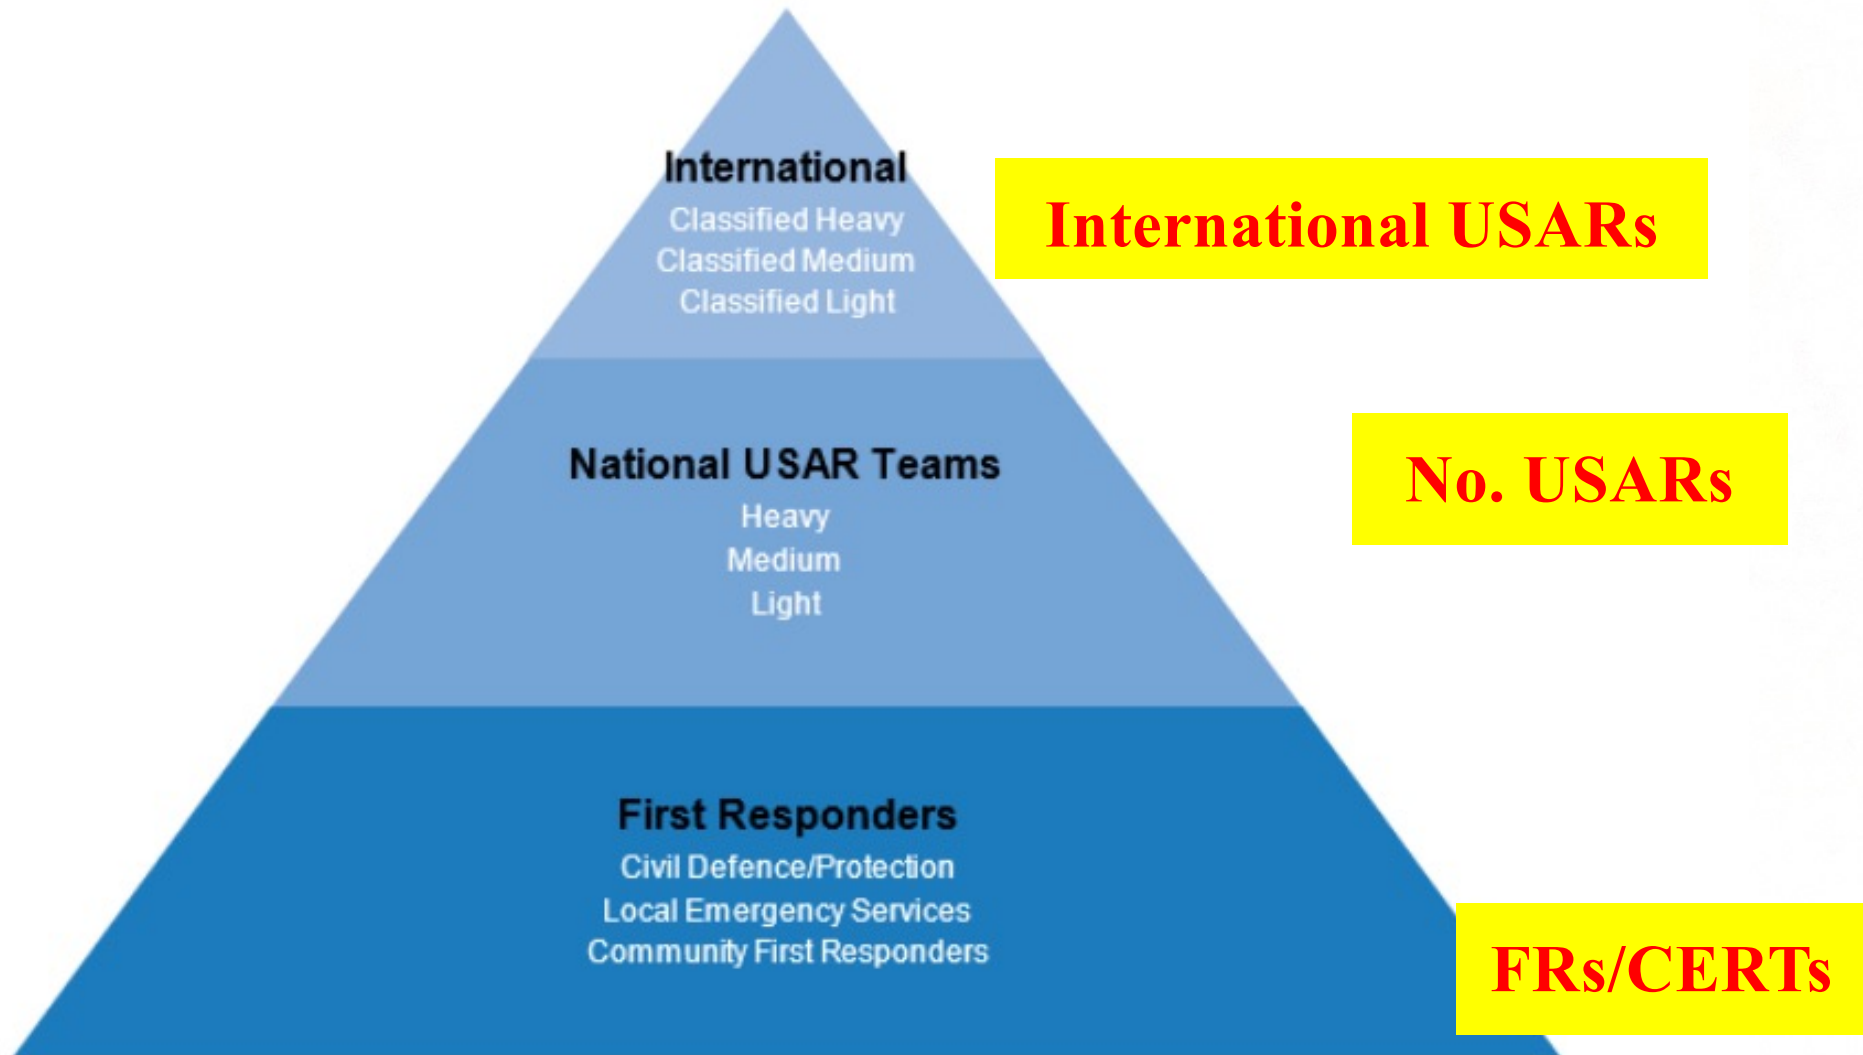 International
Classified Heavy
Classified Medium
Classified Light
International USARs
National USAR Teams
Heavy
Medium
Light
No. USARs
First Responders
Civil Defence/Protection
Local Emergency Services
Community First Responders
FRs/CERTs